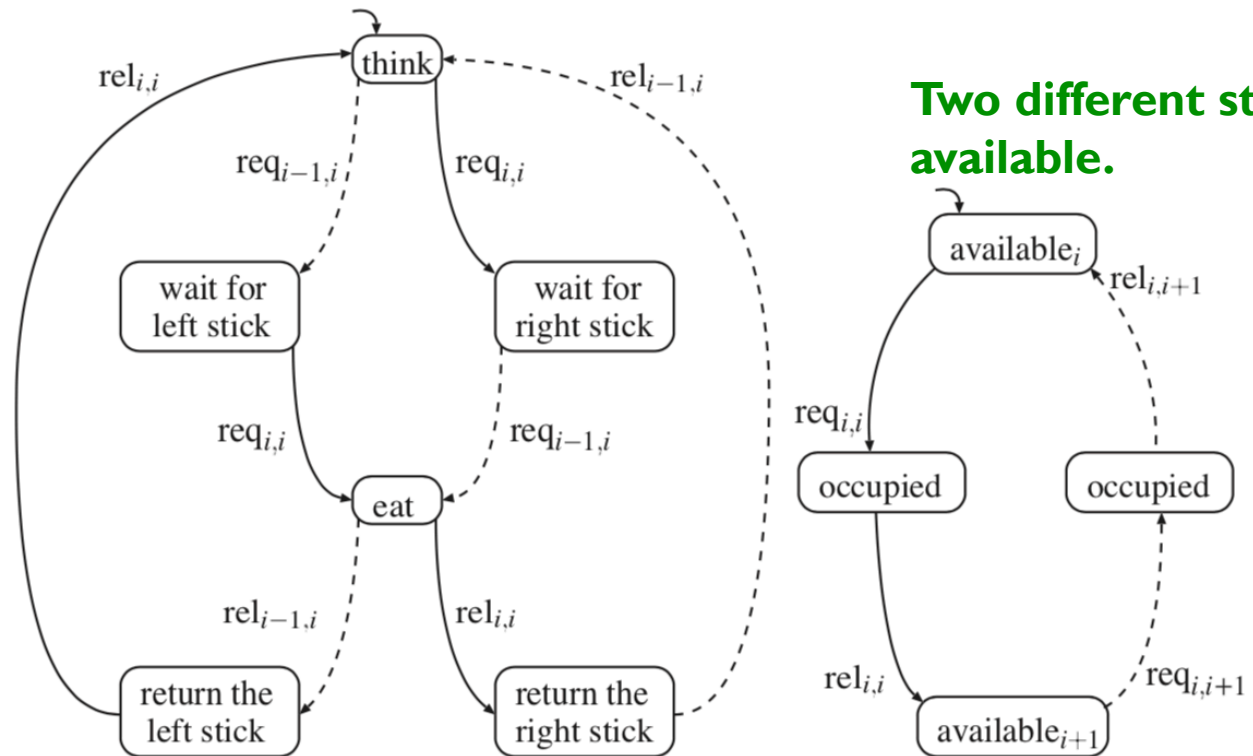 think
rel_{i,i}
rel_{i−1,i}
Two different st
available.
req_{i−1,i}
req_{i,i}
available_i
rel_{i,i+1}
wait for
left stick
wait for
right stick
req_{i,i}
req_{i,i}
req_{i−1,i}
occupied
occupied
eat
rel_{i−1,i}
rel_{i,i}
return the
left stick
return the
right stick
rel_{i,i}
req_{i,i+1}
available_{i+1}